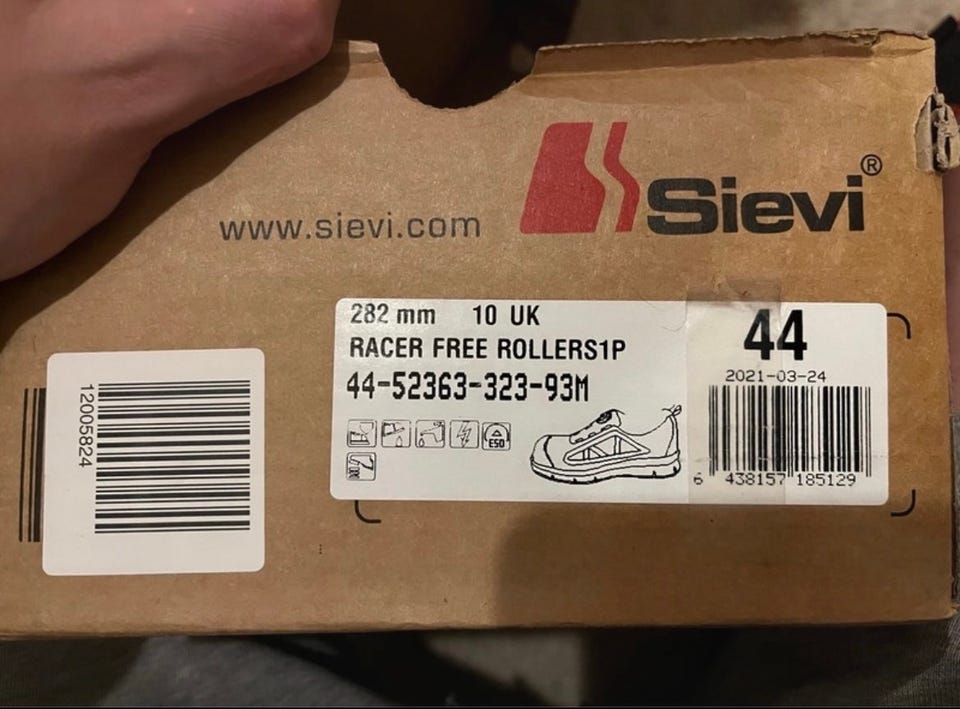 www.sievi.com
Sievi®
282 mm 10 UK
RACER FREE ROLLERS1P
44-52363-323-93M
ESD
44
2021-03-24
6 438157 185129
12005824